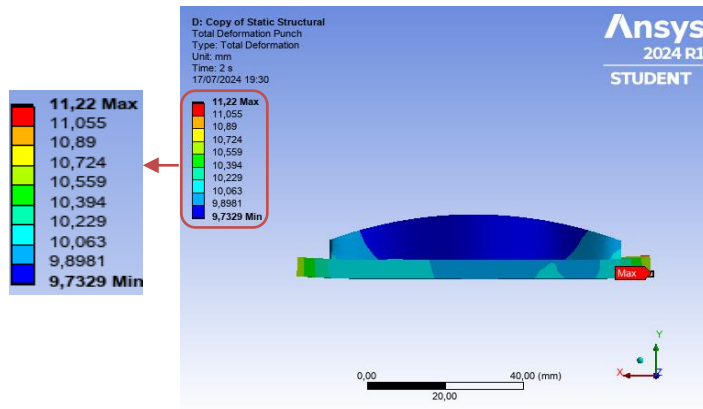 11,22 Max
11,055
10,89
10,724
10,559
10,394
10,229
10,063
9,8981
9,7329 Min
D: Copy of Static Structural
Total Deformation Punch
Type: Total Deformation
Unit: mm
Time: 2 s
17/07/2024 19:30
11,22 Max
11,055
10,89
10,724
10,559
10,394
10,229
10,063
9,8981
9,7329 Min
Ansys
2024 R1
STUDENT
Max
0,00
40,00 (mm)
20,00
Y
X
Z